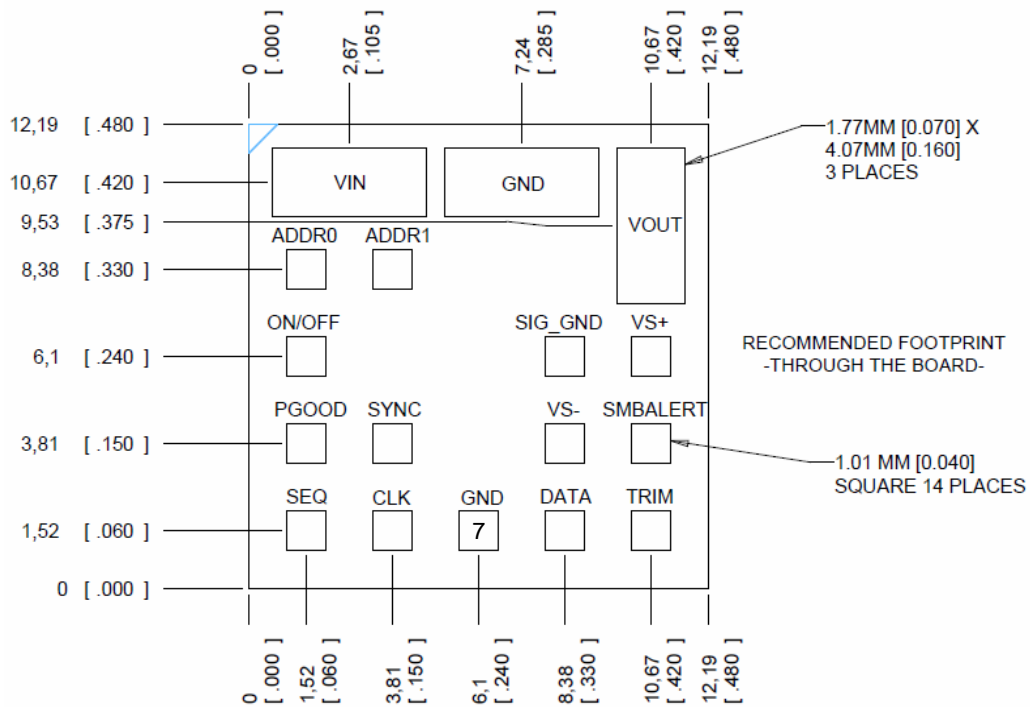 0 [ .000 ]
2,67 [ .105 ]
7,24 [ .285 ]
10,67 [ .420 ]
12,19 [ .480 ]
12,19 [ .480 ]
1.77MM [0.070] X
4.07MM [0.160]
3 PLACES
10,67 [ .420 ]
VIN
GND
9,53 [ .375 ]
VOUT
ADDR0 ADDR1
8,38 [ .330 ]
ON/OFF SIG_GND VS+
6,1 [ .240 ]
RECOMMENDED FOOTPRINT
-THROUGH THE BOARD-
PGOOD SYNC VS- SMBALERT
3,81 [ .150 ]
1.01 MM [0.040]
SQUARE 14 PLACES
SEQ CLK GND DATA TRIM
1,52 [ .060 ]
7
0 [ .000 ]
0 [ .000 ]
1,52 [ .060 ]
3,81 [ .150 ]
6,1 [ .240 ]
8,38 [ .330 ]
10,67 [ .420 ]
12,19 [ .480 ]